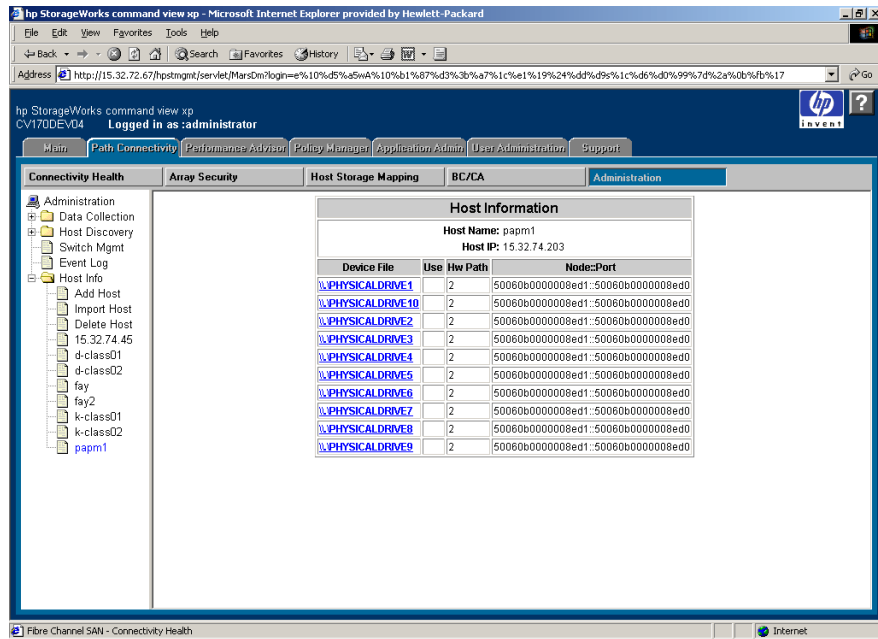 hp StorageWorks command view xp - Microsoft Internet Explorer provided by Hewlett-Packard
File Edit View Favorites Tools Help
Back Search Favorites History
Address http://15.32.72.67/hpstmgmt/servlet/MarsDm?login=e%10%d5%a5wA%10%b1%87%d3%3b%a7%1c%e1%19%24%dd%d9s%1c%d6%d0%99%7d%2a%0b%fb%17 Go
hp StorageWorks command view xp
CV170DEV04 Logged in as :administrator
hp
invent
?
Main Path Connectivity Performance Advisor Policy Manager Application Admin User Administration Support
Connectivity Health Array Security Host Storage Mapping BC/CA Administration
Administration
Data Collection
Host Discovery
Switch Mgmt
Event Log
Host Info
Add Host
Import Host
Delete Host
15.32.74.45
d-class01
d-class02
fay
fay2
k-class01
k-class02
papm1
Host Information
Host Name: papm1
Host IP: 15.32.74.203
Device File Use Hw Path Node::Port
\\.\PHYSICALDRIVE1 2 50060b0000008ed1::50060b0000008ed0
\\.\PHYSICALDRIVE10 2 50060b0000008ed1::50060b0000008ed0
\\.\PHYSICALDRIVE2 2 50060b0000008ed1::50060b0000008ed0
\\.\PHYSICALDRIVE3 2 50060b0000008ed1::50060b0000008ed0
\\.\PHYSICALDRIVE4 2 50060b0000008ed1::50060b0000008ed0
\\.\PHYSICALDRIVE5 2 50060b0000008ed1::50060b0000008ed0
\\.\PHYSICALDRIVE6 2 50060b0000008ed1::50060b0000008ed0
\\.\PHYSICALDRIVE7 2 50060b0000008ed1::50060b0000008ed0
\\.\PHYSICALDRIVE8 2 50060b0000008ed1::50060b0000008ed0
\\.\PHYSICALDRIVE9 2 50060b0000008ed1::50060b0000008ed0
Fibre Channel SAN - Connectivity Health Internet